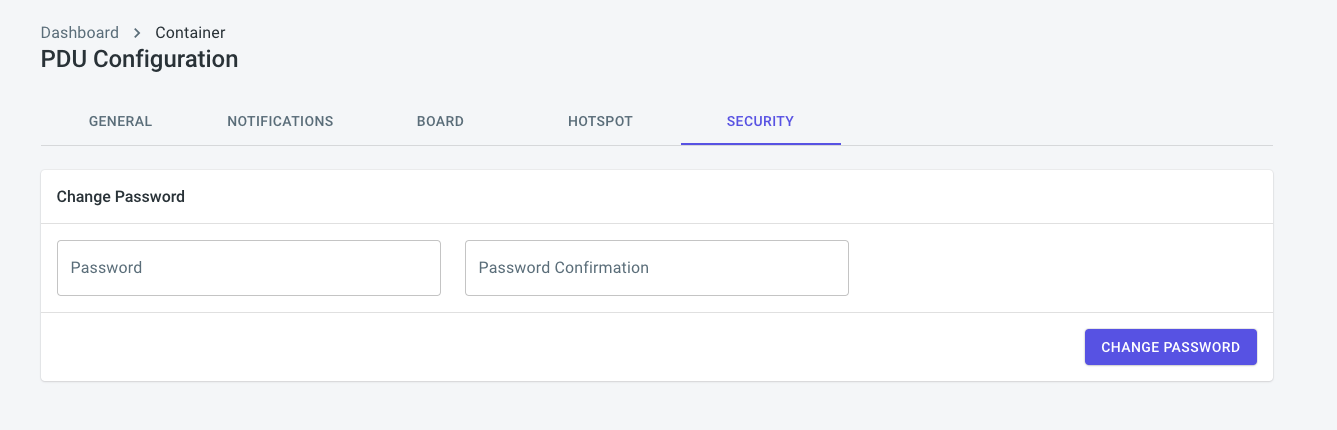 Dashboard > Container
PDU Configuration
GENERAL NOTIFICATIONS BOARD HOTSPOT SECURITY
Change Password
Password Password Confirmation
CHANGE PASSWORD